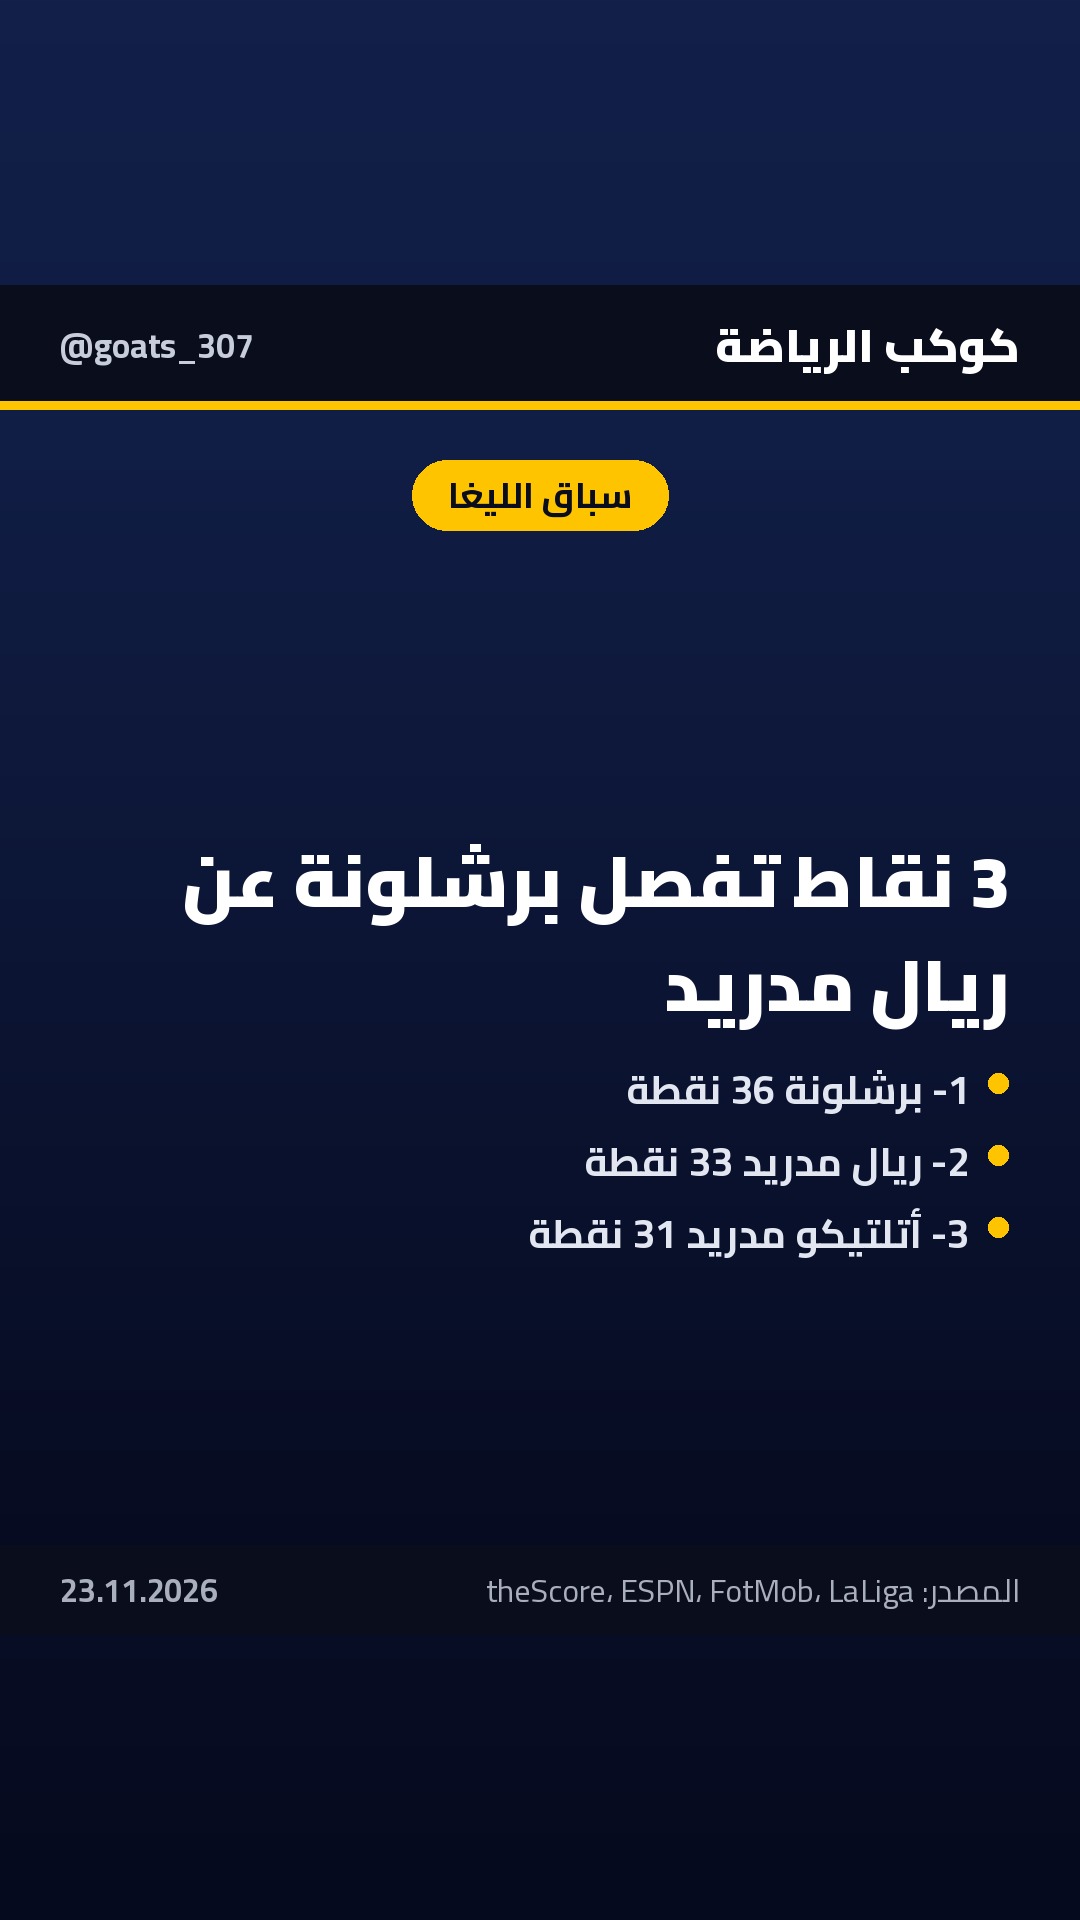 كوكب الرياضة
@goats_307
سباق الليغا
3 نقاط تفصل برشلونة عن
ريال مدريد
1- برشلونة 36 نقطة
2- ريال مدريد 33 نقطة
3- أتلتيكو مدريد 31 نقطة
المصدر: theScore، ESPN، FotMob، LaLiga
23.11.2026